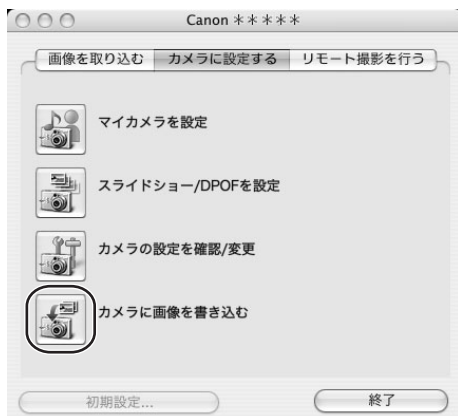 Canon ＊＊＊＊＊
画像を取り込む カメラに設定する リモート撮影を行う
マイカメラを設定
スライドショー/DPOFを設定
カメラの設定を確認/変更
カメラに画像を書き込む
初期設定... 終了